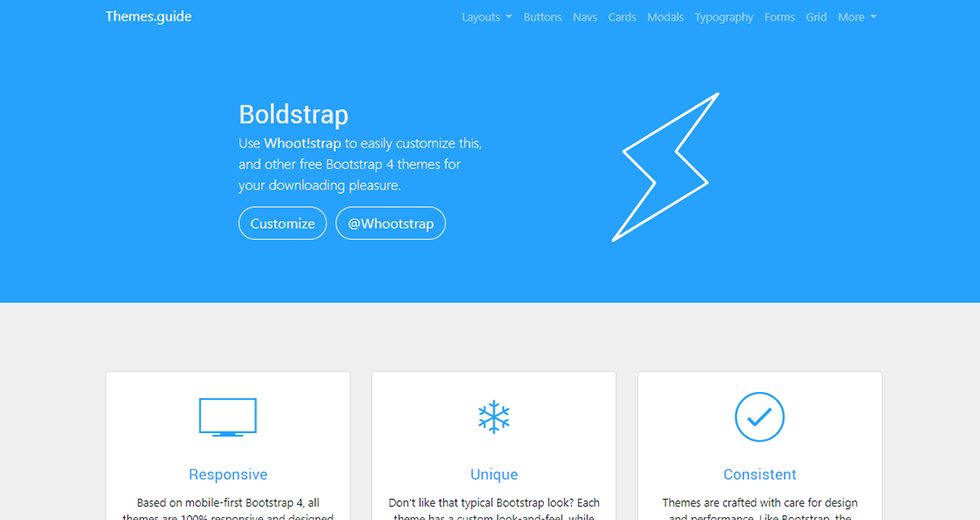 Themes.guide
Layouts Buttons Navs Cards Modals Typography Forms Grid More
Boldstrap
Use Whoot!strap to easily customize this,
and other free Bootstrap 4 themes for
your downloading pleasure.
Customize @Whootstrap
Responsive
Based on mobile-first Bootstrap 4, all
themes are 100% responsive and designed
Unique
Don't like that typical Bootstrap look? Each
theme has a custom look-and-feel, while
Consistent
Themes are crafted with care for design
and performance. Like Bootstrap, the